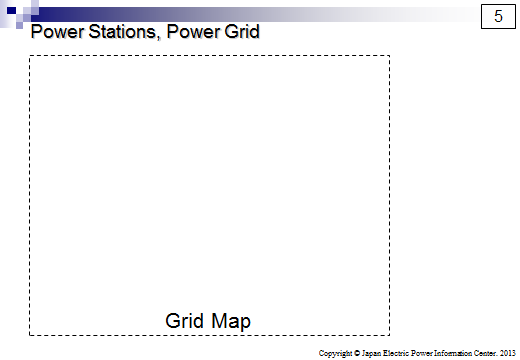 5
Power Stations, Power Grid
Grid Map
Copyright © Japan Electric Power Information Center. 2013